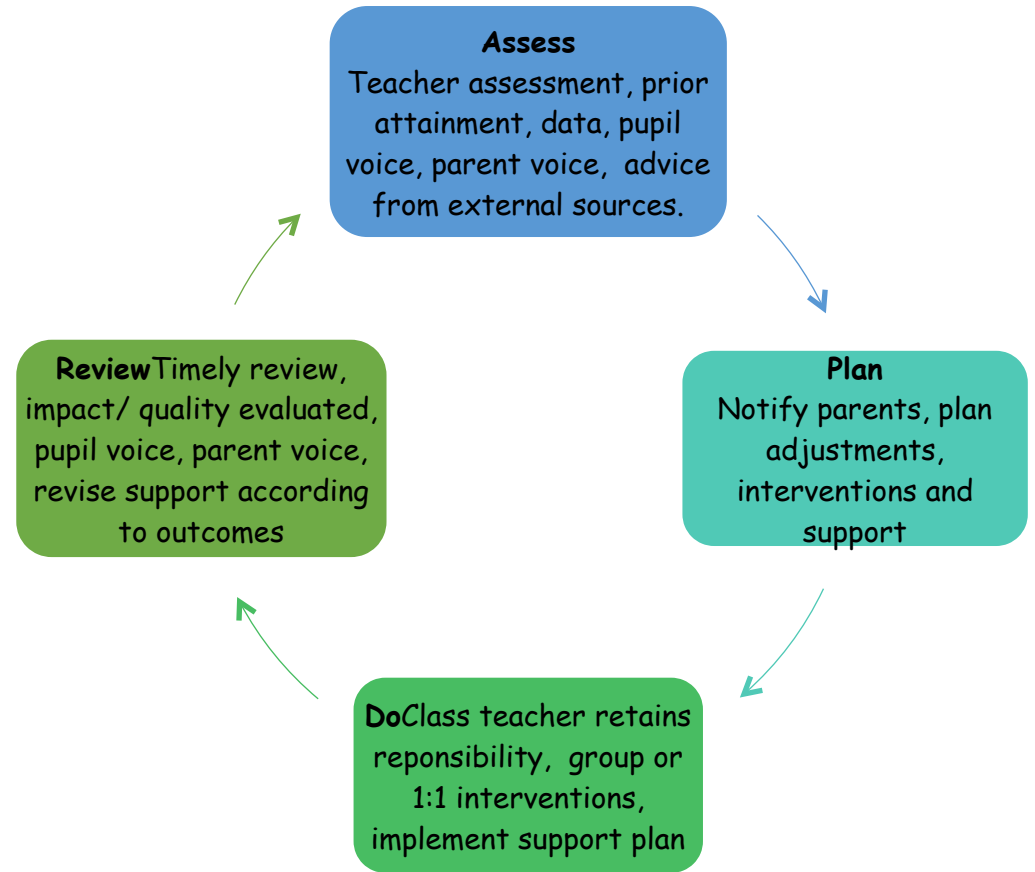 Assess
Teacher assessment, prior
attainment, data, pupil
voice, parent voice,  advice
from external sources.
Plan
Notify parents, plan
adjustments,
interventions and
support
DoClass teacher retains
reponsibility,  group or
1:1 interventions,
implement support plan
ReviewTimely review,
impact/ quality evaluated,
pupil voice, parent voice,
revise support according
to outcomes